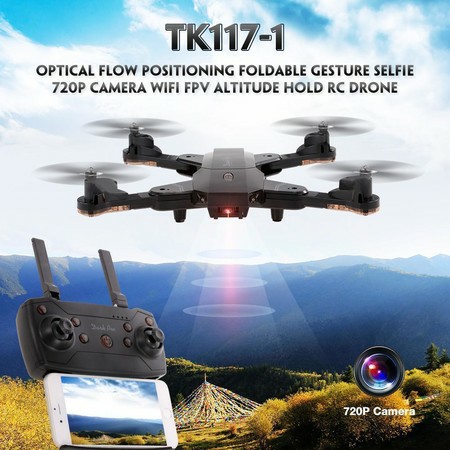 TK117-1
OPTICAL FLOW POSITIONING FOLDABLE GESTURE SELFIE
720P CAMERA WIFI FPV ALTITUDE HOLD RC DRONE
720P Camera